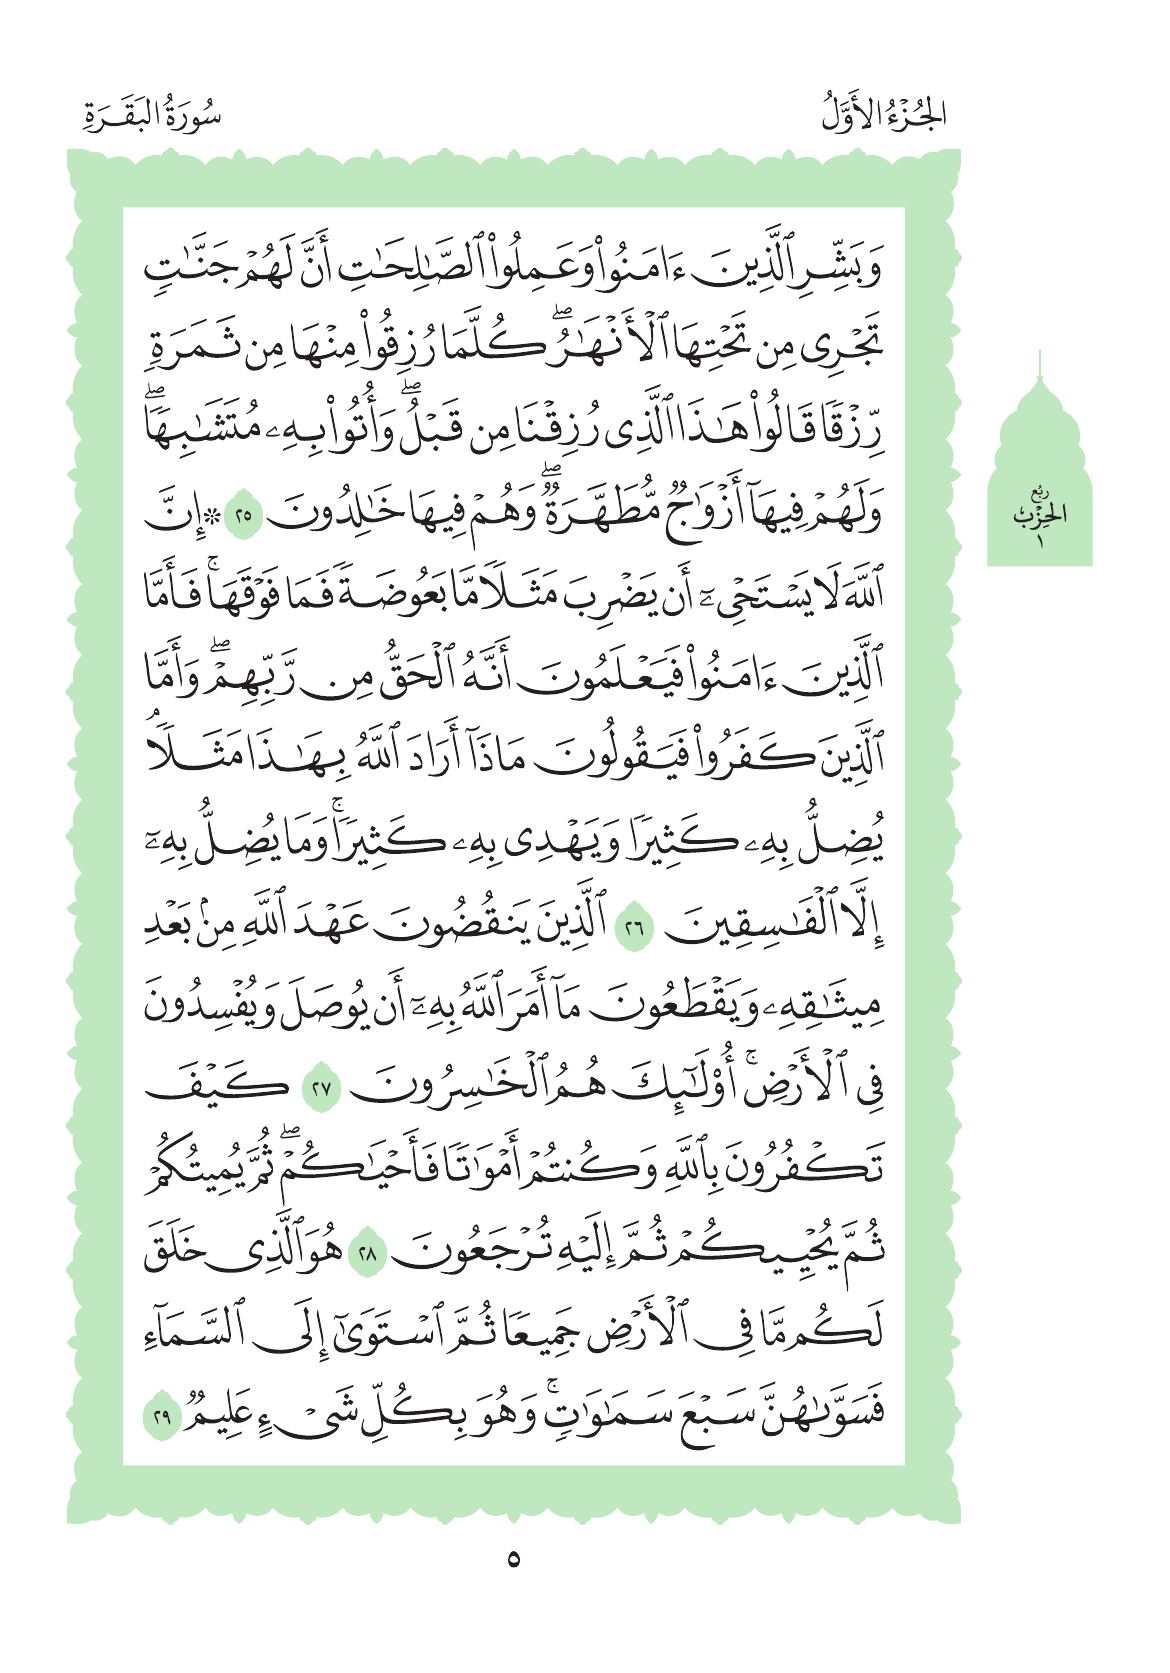 الجُزْءُ الأَوَّلُ
سُورَةُ البَقَرَةِ
وَبَشِّرِ ٱلَّذِينَ ءَامَنُوا۟ وَعَمِلُوا۟ ٱلصَّـٰلِحَـٰتِ أَنَّ لَهُمْ جَنَّـٰتٍ
تَجْرِى مِن تَحْتِهَا ٱلْأَنْهَـٰرُ ۖ كُلَّمَا رُزِقُوا۟ مِنْهَا مِن ثَمَرَةٍ
رِّزْقًا قَالُوا۟ هَـٰذَا ٱلَّذِى رُزِقْنَا مِن قَبْلُ ۖ وَأُتُوا۟ بِهِۦ مُتَشَـٰبِهًا ۖ
وَلَهُمْ فِيهَآ أَزْوَٰجٌ مُّطَهَّرَةٌ ۖ وَهُمْ فِيهَا خَـٰلِدُونَ ٢٥ * إِنَّ
ٱللَّهَ لَا يَسْتَحْىِۦٓ أَن يَضْرِبَ مَثَلًا مَّا بَعُوضَةً فَمَا فَوْقَهَا ۚ فَأَمَّا
ٱلَّذِينَ ءَامَنُوا۟ فَيَعْلَمُونَ أَنَّهُ ٱلْحَقُّ مِن رَّبِّهِمْ ۖ وَأَمَّا
ٱلَّذِينَ كَفَرُوا۟ فَيَقُولُونَ مَاذَآ أَرَادَ ٱللَّهُ بِهَـٰذَا مَثَلًا ۘ
يُضِلُّ بِهِۦ كَثِيرًا وَيَهْدِى بِهِۦ كَثِيرًا ۚ وَمَا يُضِلُّ بِهِۦٓ
إِلَّا ٱلْفَـٰسِقِينَ ٢٦ ٱلَّذِينَ يَنقُضُونَ عَهْدَ ٱللَّهِ مِنۢ بَعْدِ
مِيثَـٰقِهِۦ وَيَقْطَعُونَ مَآ أَمَرَ ٱللَّهُ بِهِۦٓ أَن يُوصَلَ وَيُفْسِدُونَ
فِى ٱلْأَرْضِ ۚ أُو۟لَـٰٓئِكَ هُمُ ٱلْخَـٰسِرُونَ ٢٧ كَيْفَ
تَكْفُرُونَ بِٱللَّهِ وَكُنتُمْ أَمْوَٰتًا فَأَحْيَـٰكُمْ ۖ ثُمَّ يُمِيتُكُمْ
ثُمَّ يُحْيِيكُمْ ثُمَّ إِلَيْهِ تُرْجَعُونَ ٢٨ هُوَ ٱلَّذِى خَلَقَ
لَكُم مَّا فِى ٱلْأَرْضِ جَمِيعًا ثُمَّ ٱسْتَوَىٰٓ إِلَى ٱلسَّمَآءِ
فَسَوَّىٰهُنَّ سَبْعَ سَمَـٰوَٰتٍ ۚ وَهُوَ بِكُلِّ شَىْءٍ عَلِيمٌ ٢٩
رُبُع
الحِزْب
١
٥